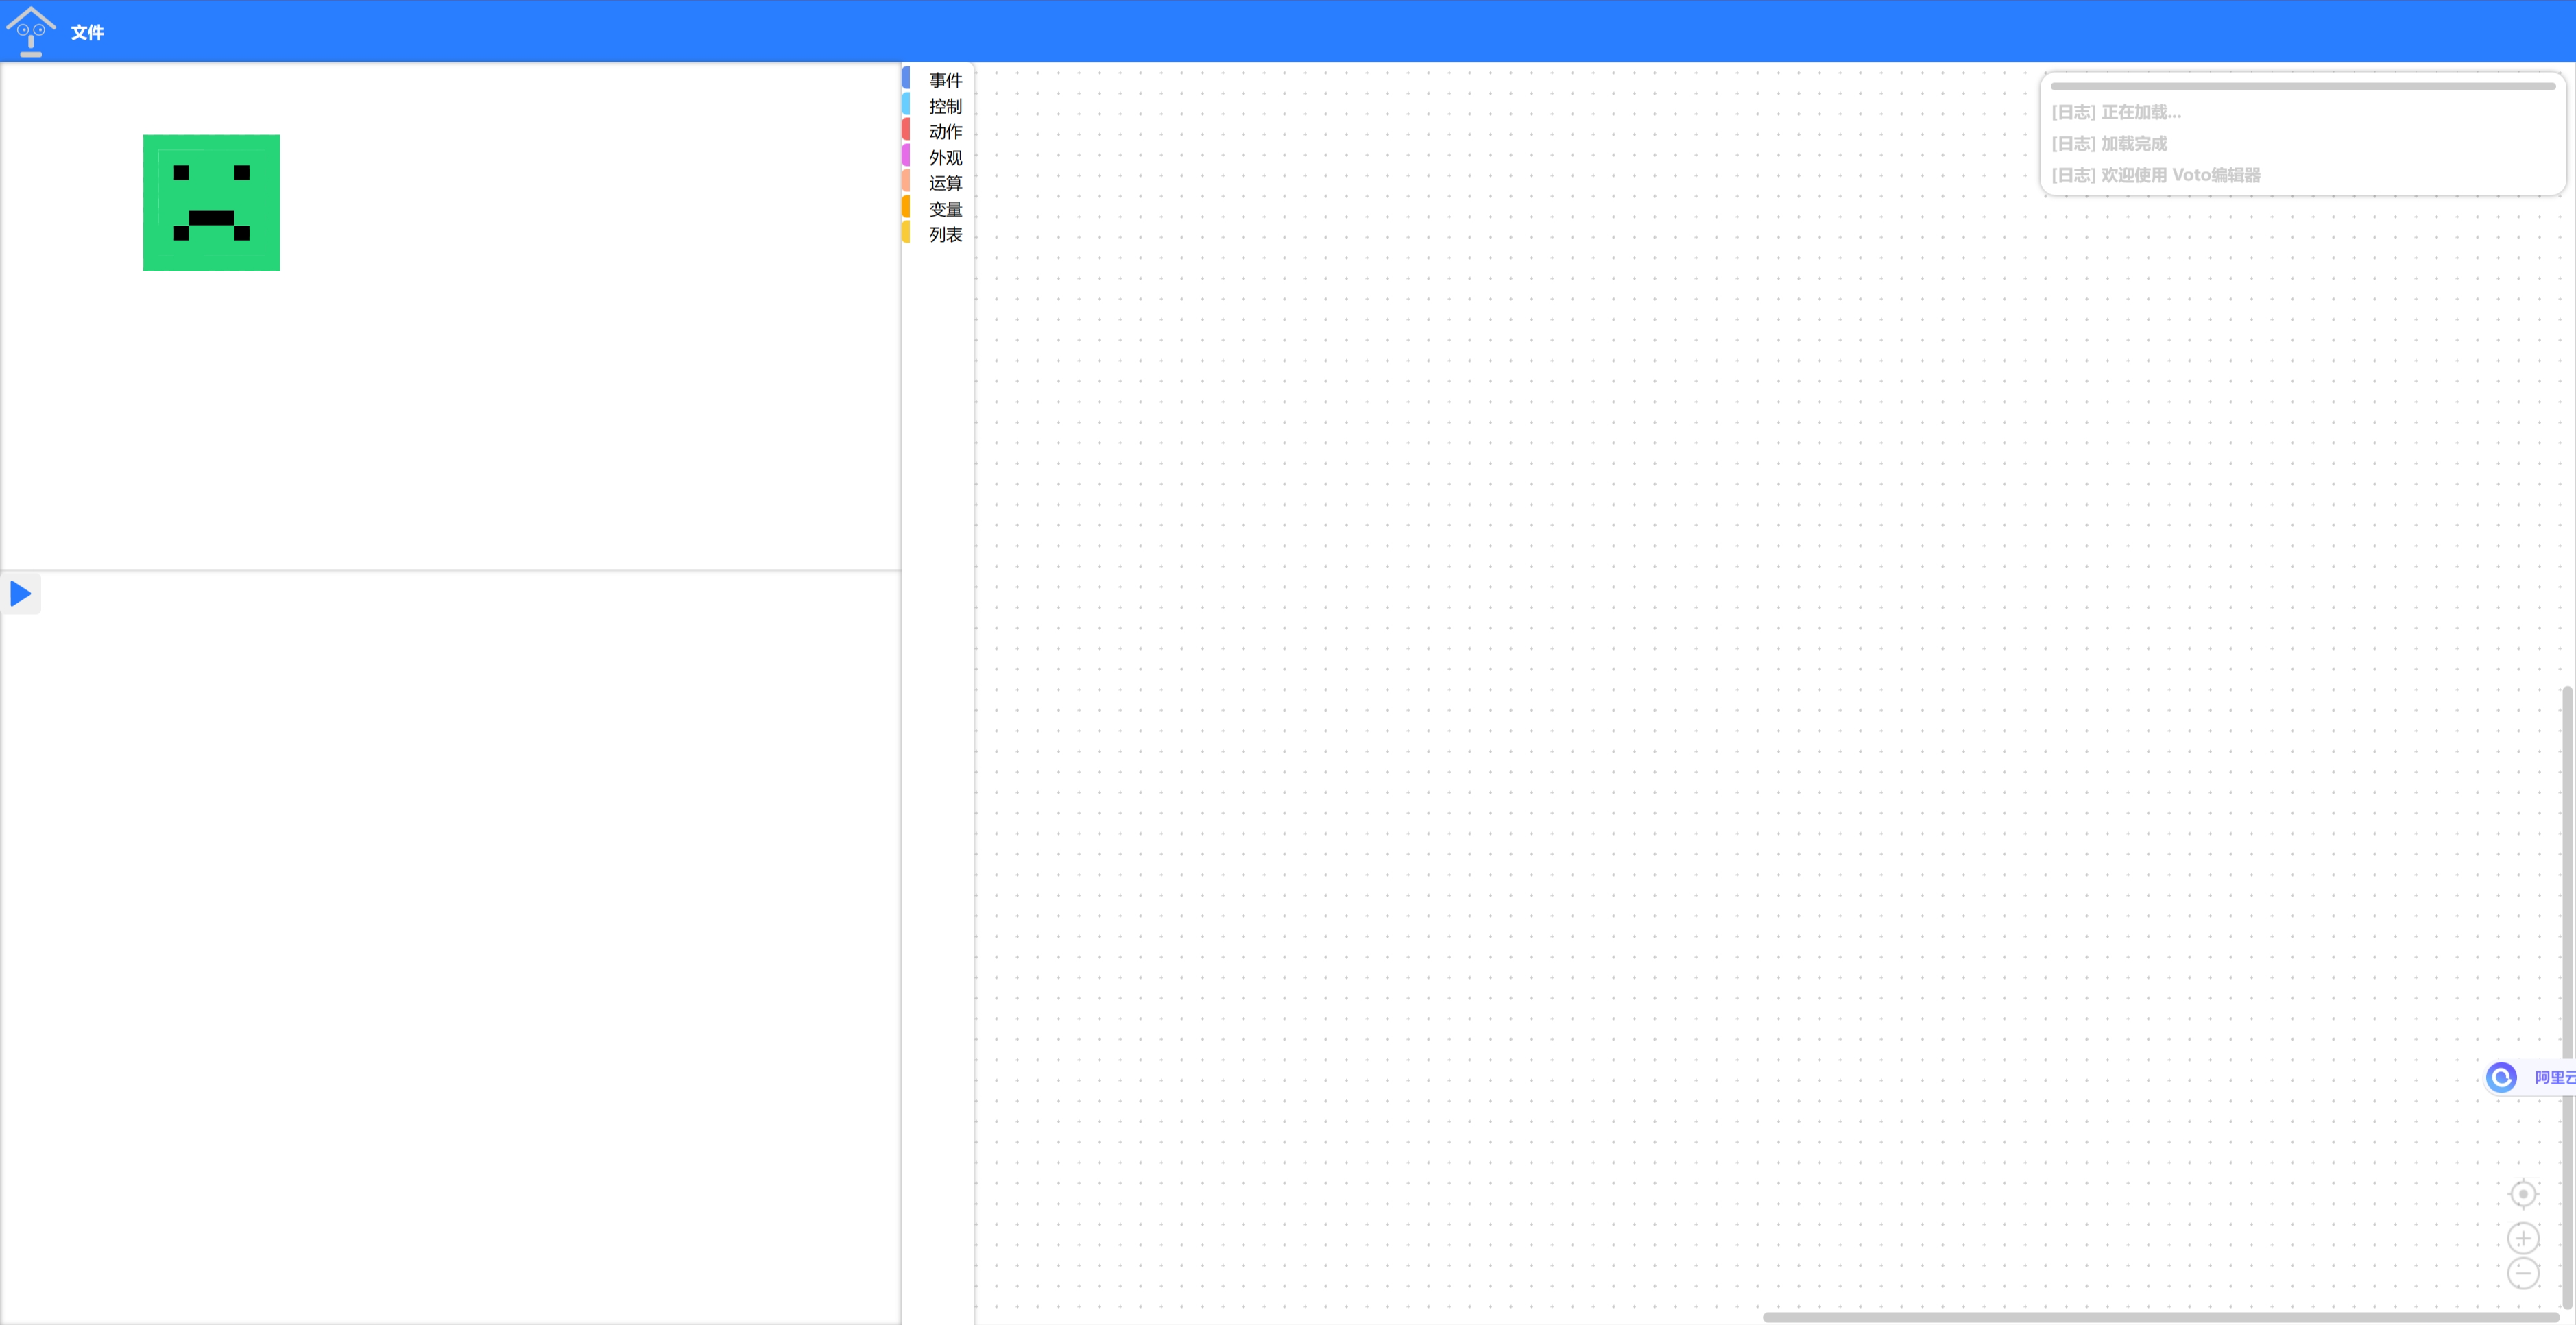 文件
事件
控制
动作
外观
运算
变量
列表
[日志] 正在加载...
[日志] 加载完成
[日志] 欢迎使用 Voto编辑器
阿里云